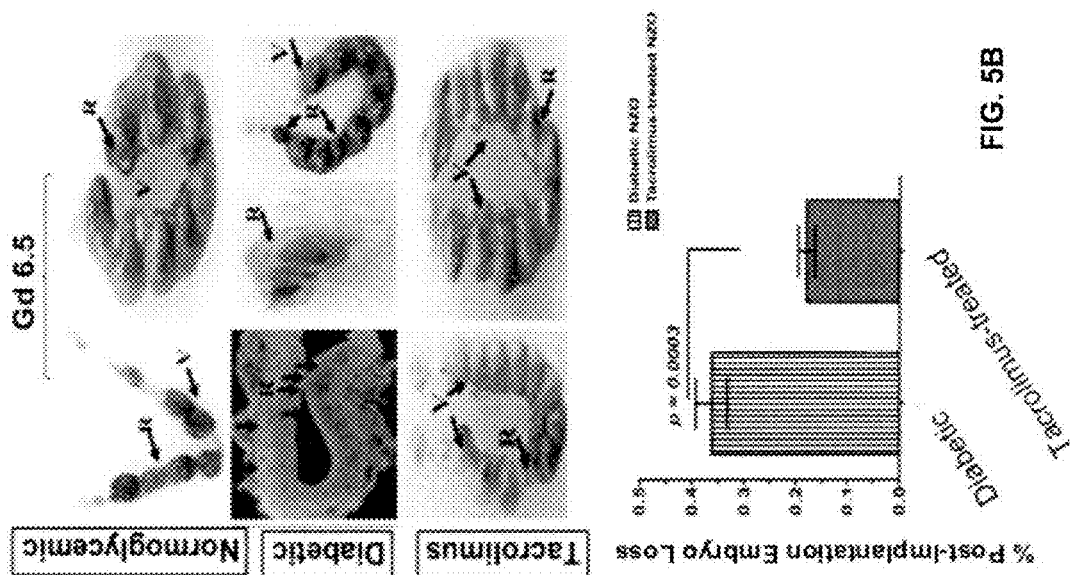 Gd 6.5
Normoglycemic
R
I
I
R
Diabetic
R
R
R
I
Tacrolimus
I
R
I
R
Diabetic NZO
Tacrolimus-treated NZO
% Post-Implantation Embryo Loss
0.5
0.4
0.3
0.2
0.1
0.0
p = 0.0003
Diabetic
Tacrolimus-treated
FIG. 5B